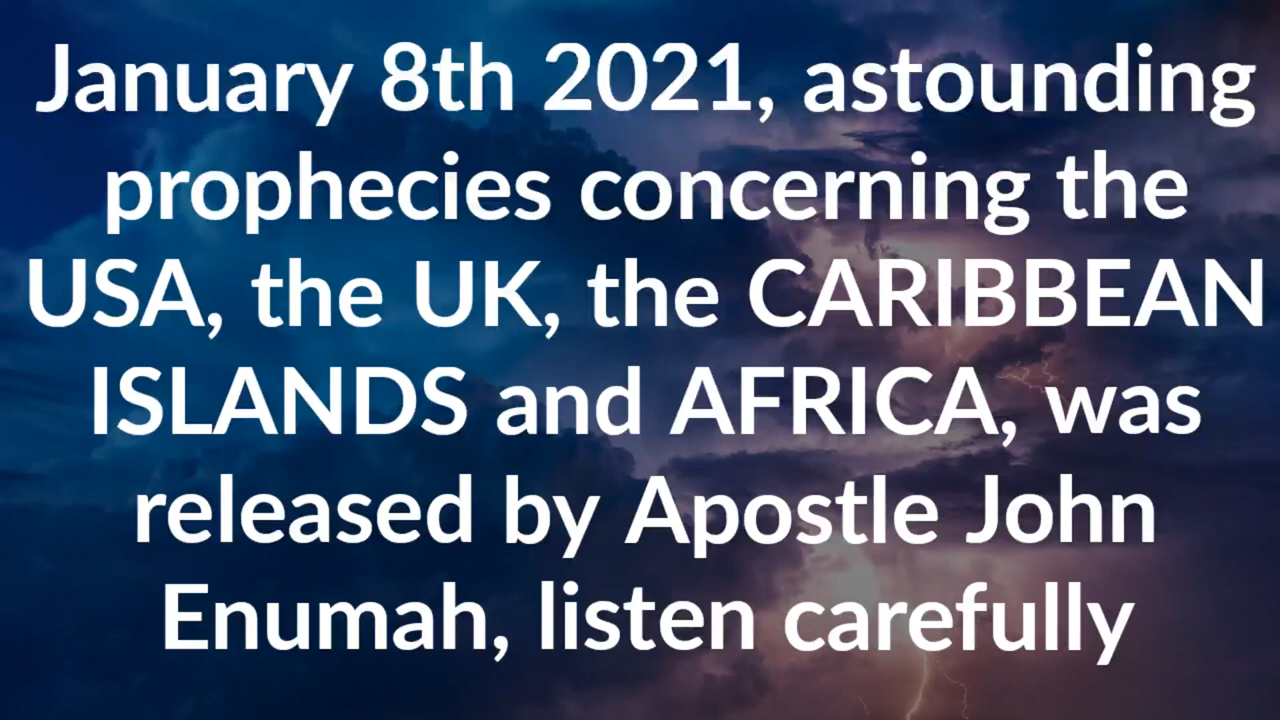 January 8th 2021, astounding
prophecies concerning the
USA, the UK, the CARIBBEAN
ISLANDS and AFRICA, was
released by Apostle John
Enumah, listen carefully